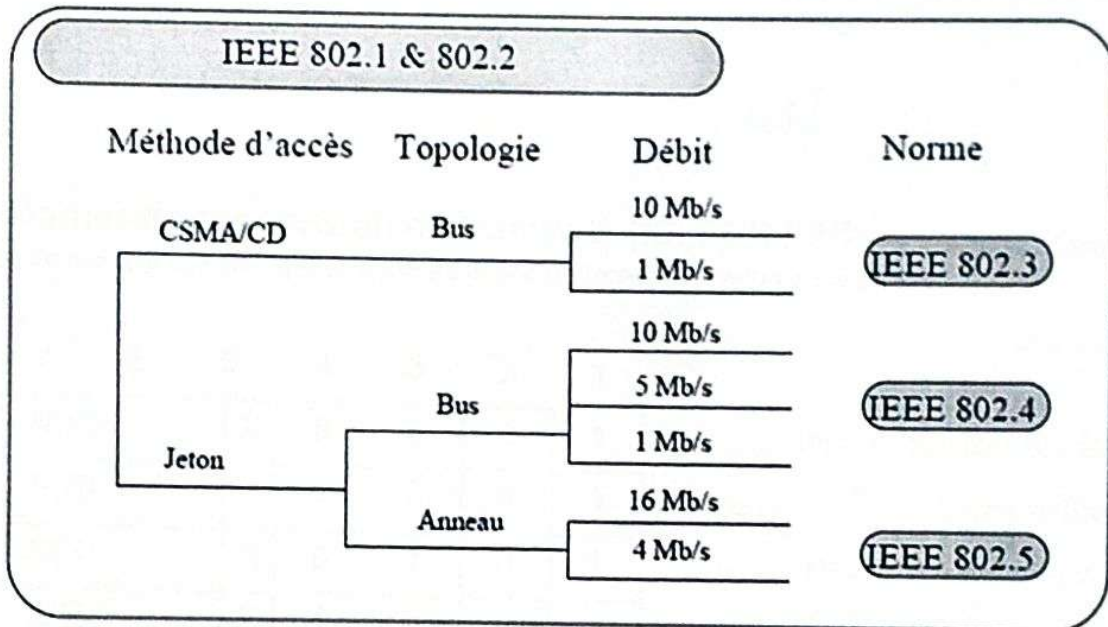 IEEE 802.1 & 802.2
Méthode d'accès Topologie Débit Norme
CSMA/CD Bus 10 Mb/s
1 Mb/s
IEEE 802.3
10 Mb/s
5 Mb/s
Bus
1 Mb/s
IEEE 802.4
Jeton
16 Mb/s
Anneau
4 Mb/s
IEEE 802.5